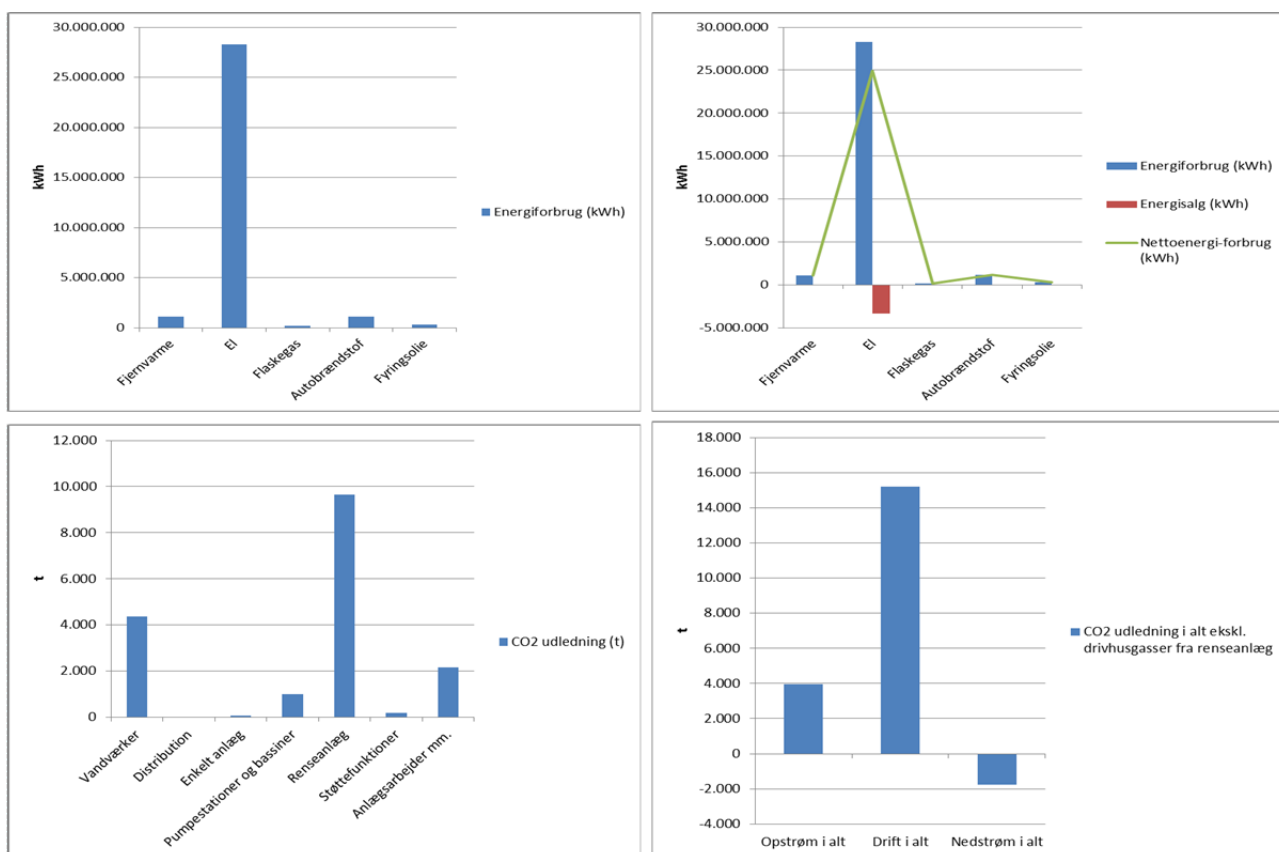 30.000.000
25.000.000
20.000.000
15.000.000
10.000.000
5.000.000
0
kWh
Fjernvarme
El
Flaskegas
Autobrændstof
Fyringsolie
Energiforbrug (kWh)
30.000.000
25.000.000
20.000.000
15.000.000
10.000.000
5.000.000
0
-5.000.000
kWh
Fjernvarme
El
Flaskegas
Autobrændstof
Fyringsolie
Energiforbrug (kWh)
Energisalg (kWh)
Nettoenergi-forbrug
(kWh)
12.000
10.000
8.000
6.000
4.000
2.000
0
t
Vandværker
Distribution
Enkelt anlæg
Pumpestationer og bassiner
Renseanlæg
Støttefunktioner
Anlægsarbejder mm.
CO2 udledning (t)
18.000
16.000
14.000
12.000
10.000
8.000
6.000
4.000
2.000
0
-2.000
-4.000
t
Opstrøm i alt
Drift i alt
Nedstrøm i alt
CO2 udledning i alt ekskl.
drivhusgasser fra renseanlæg